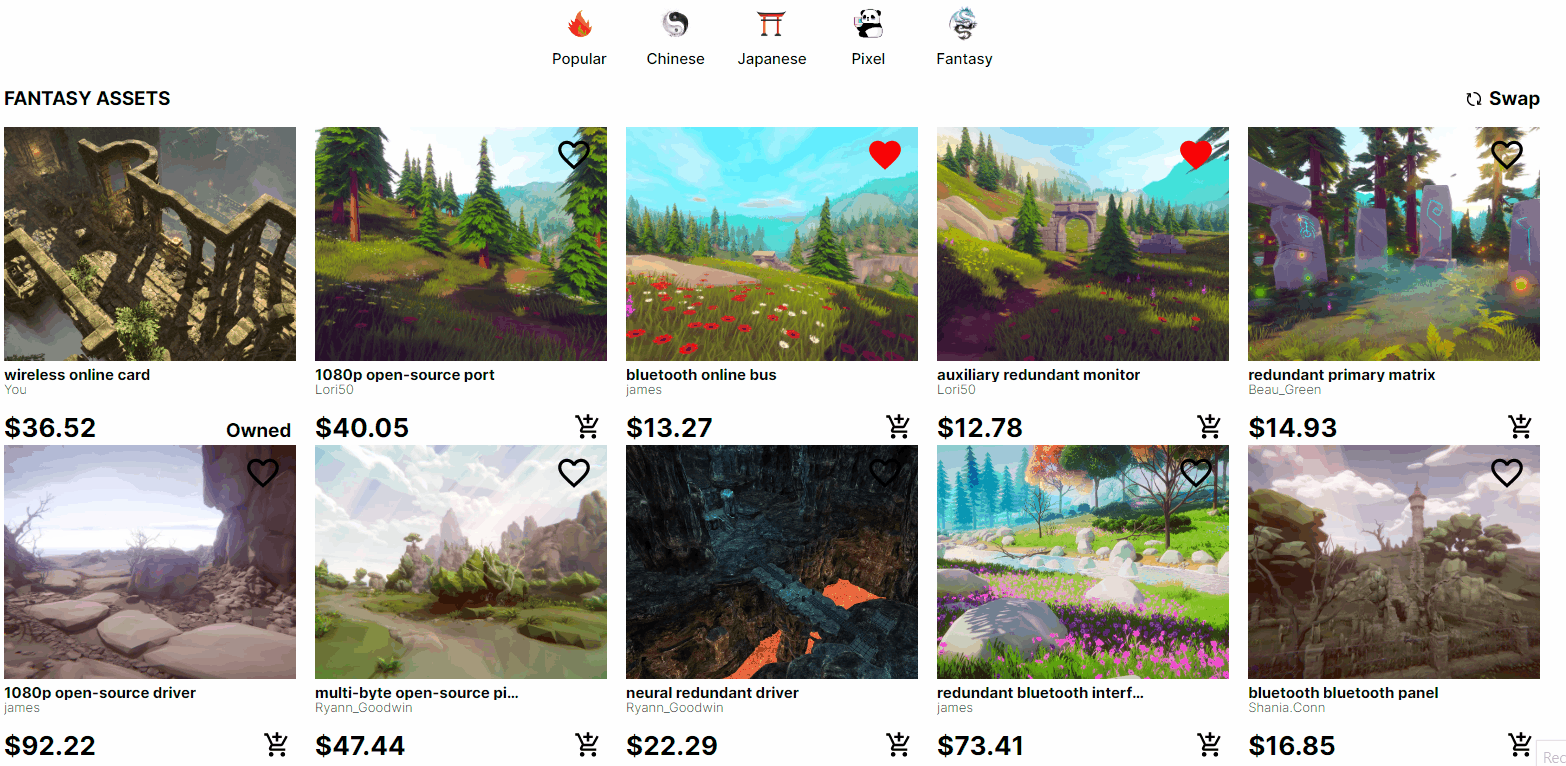 Popular Chinese Japanese Pixel Fantasy
FANTASY ASSETS Swap
wireless online card
You
$36.52 Owned
1080p open-source port
Lori50
$40.05
bluetooth online bus
james
$13.27
auxiliary redundant monitor
Lori50
$12.78
redundant primary matrix
Beau_Green
$14.93
1080p open-source driver
james
$92.22
multi-byte open-source pi...
Ryann_Goodwin
$47.44
neural redundant driver
Ryann_Goodwin
$22.29
redundant bluetooth interf...
james
$73.41
bluetooth bluetooth panel
Shania.Conn
$16.85
Rec